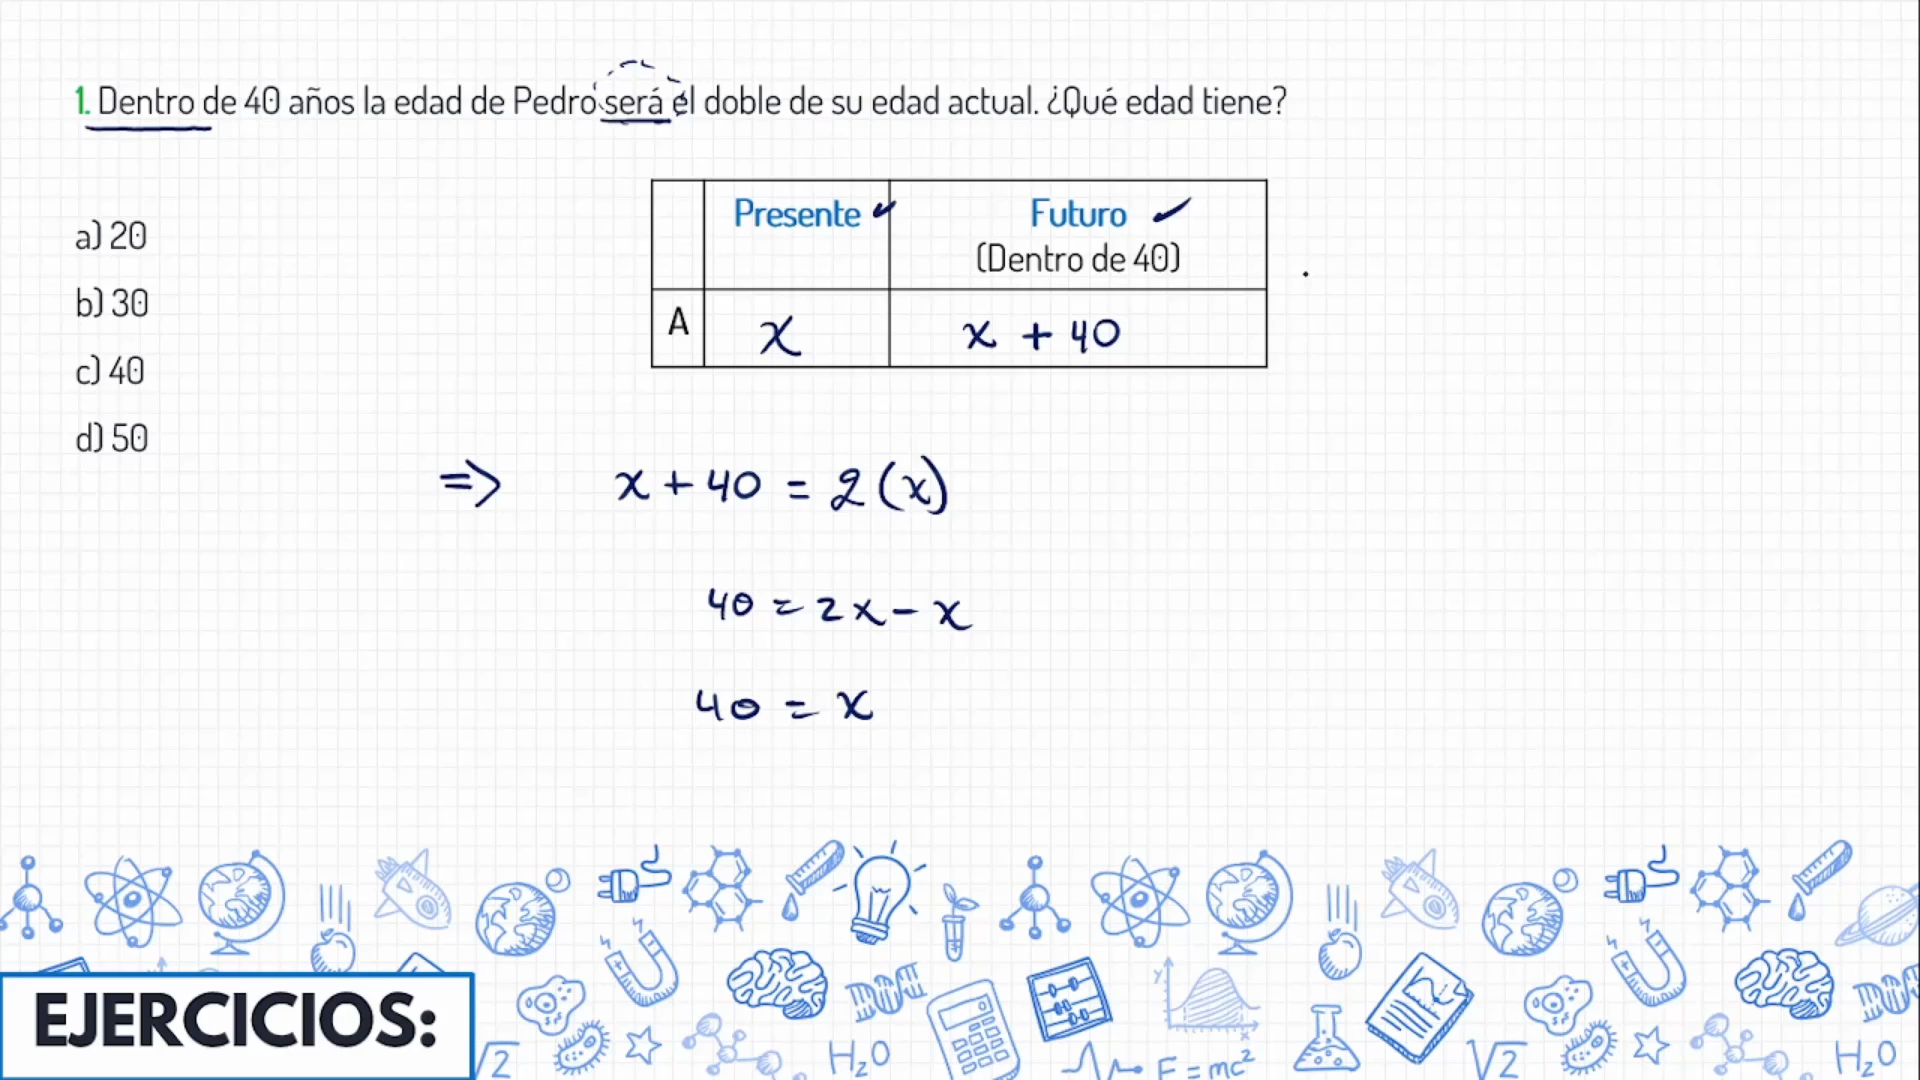 1. Dentro de 40 años la edad de Pedro será el doble de su edad actual. ¿Qué edad tiene?
a) 20
b) 30
c) 40
d) 50
Presente Futuro
(Dentro de 40)
A x x + 40
=> x + 40 = 2 (x)
40 = 2x - x
40 = x
EJERCICIOS:
√2
H₂O
y
x
F = mc²
√2
H₂O